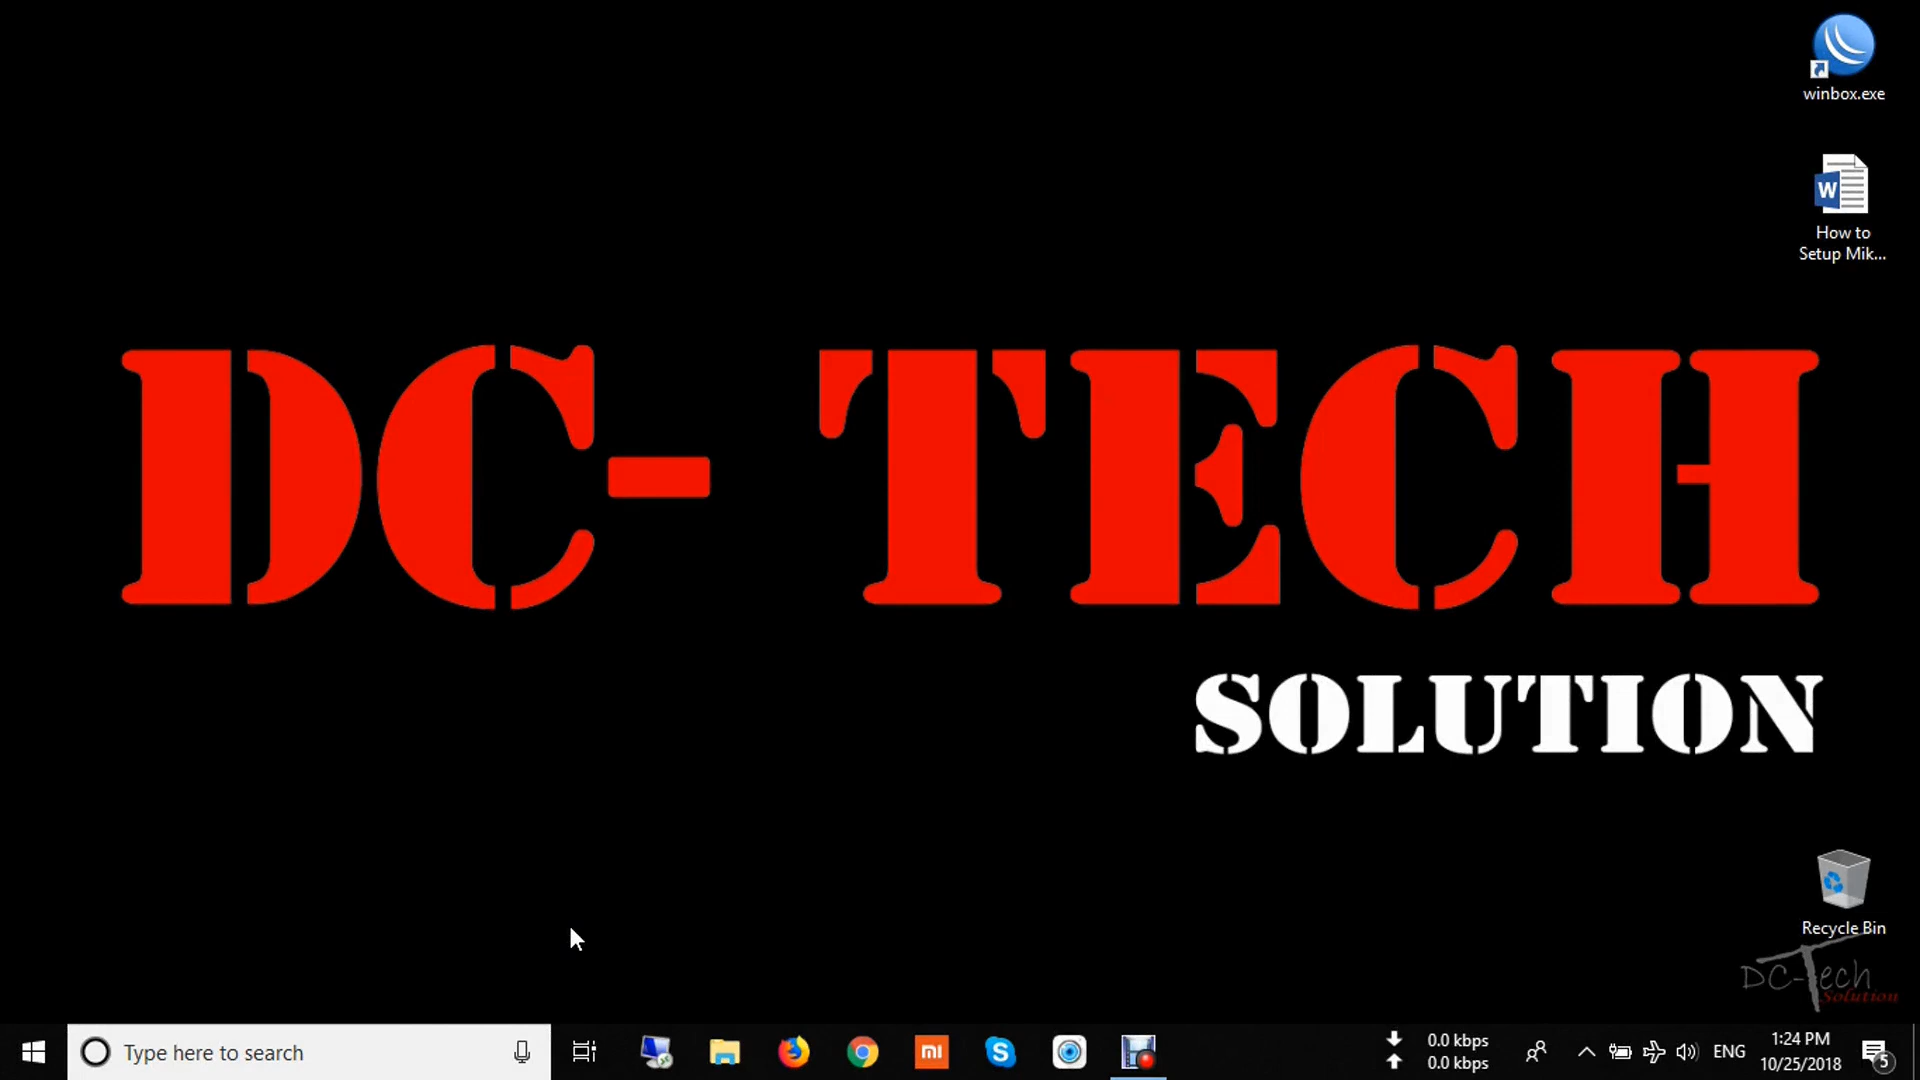 winbox.exe
W
How to
Setup Mik...
DC- TECH
SOLUTION
Recycle Bin
DC-Tech
Solution
Type here to search
mi
S
0.0 kbps
0.0 kbps
ENG
1:24 PM
10/25/2018
5